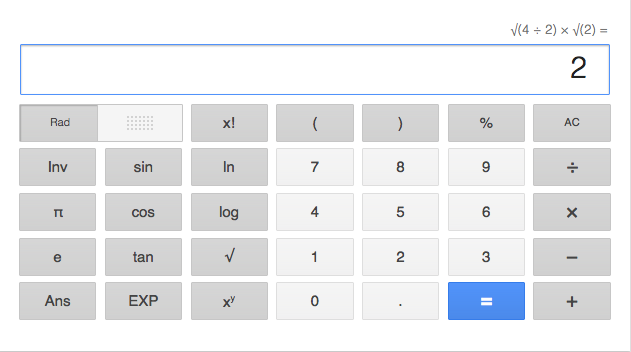 √(4 ÷ 2) × √(2) =
2
Rad x! ( ) % AC
Inv sin ln 7 8 9 ÷
π cos log 4 5 6 ×
e tan √ 1 2 3 −
Ans EXP xʸ 0 . = +